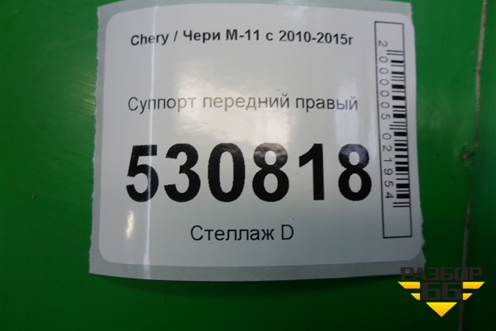 Chery / Чери М-11 с 2010-2015г
Суппорт передний правый
530818
Стеллаж D
2000005021954
РАЗБОР
66